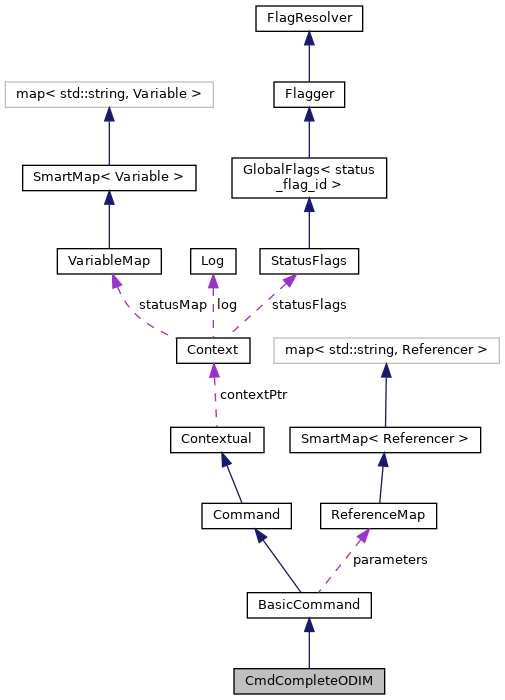 FlagResolver
map< std::string, Variable >
Flagger
SmartMap< Variable >
GlobalFlags< status
_flag_id >
VariableMap
Log
StatusFlags
statusMap
log
statusFlags
Context
map< std::string, Referencer >
contextPtr
Contextual
SmartMap< Referencer >
Command
ReferenceMap
parameters
BasicCommand
CmdCompleteODIM